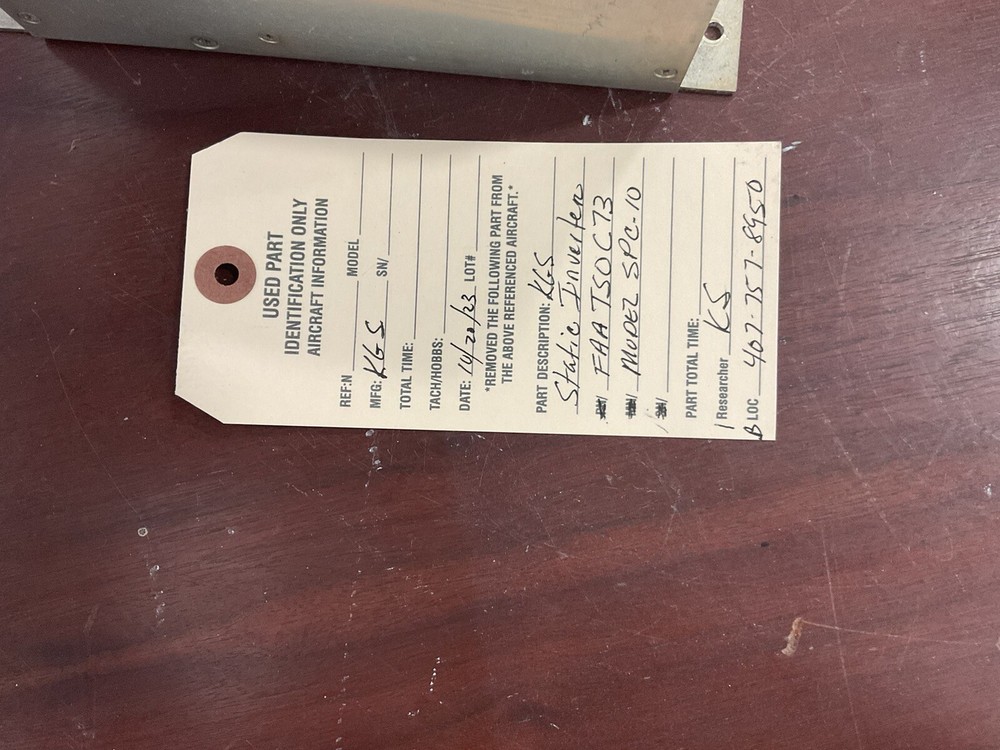 USED PART
IDENTIFICATION ONLY
AIRCRAFT INFORMATION
REF:N MODEL
MFG: KGS SN/
TOTAL TIME:
TACH/HOBBS:
DATE: 10/20/23 LOT#
*REMOVED THE FOLLOWING PART FROM
THE ABOVE REFERENCED AIRCRAFT.*
PART DESCRIPTION: KGS
Static Inverter
FAA TSO C73
MODEL SPC-10
PART TOTAL TIME:
1 Researcher KS
B LOC 407-757-8950